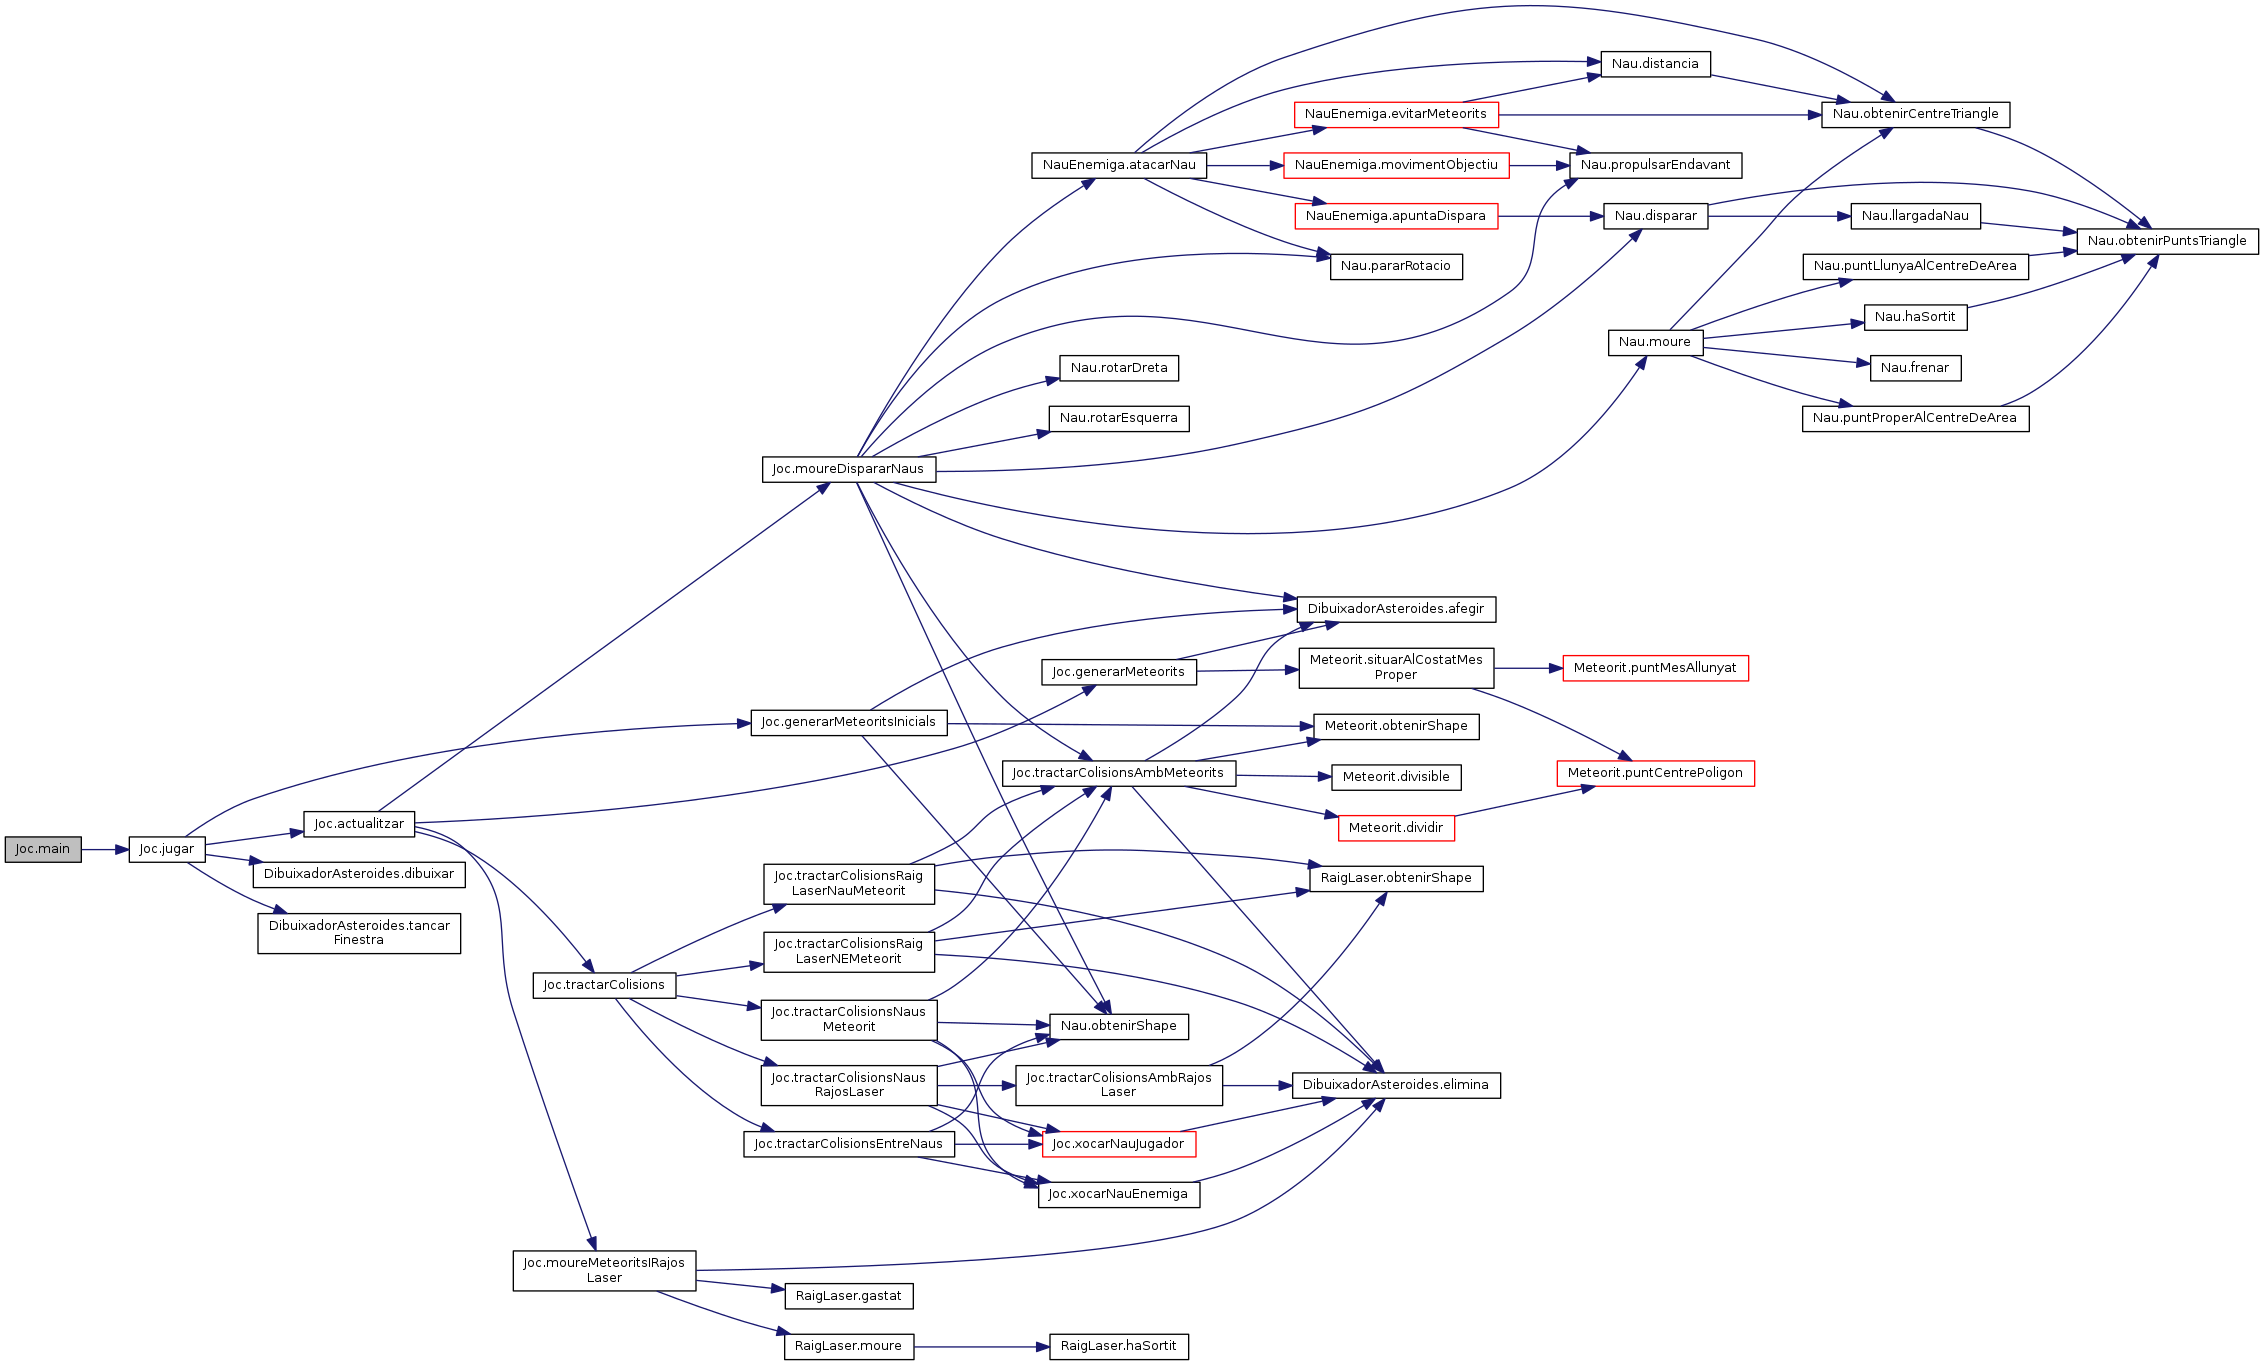 Joc.main
Joc.jugar
Joc.actualitzar
DibuixadorAsteroides.dibuixar
DibuixadorAsteroides.tancar
Finestra
Joc.tractarColisions
Joc.moureMeteoritsIRajos
Laser
Joc.moureDispararNaus
Joc.generarMeteoritsInicials
Joc.tractarColisionsRaig
LaserNauMeteorit
Joc.tractarColisionsRaig
LaserNEMeteorit
Joc.tractarColisionsNaus
Meteorit
Joc.tractarColisionsNaus
RajosLaser
Joc.tractarColisionsEntreNaus
RaigLaser.gastat
RaigLaser.moure
NauEnemiga.atacarNau
Nau.rotarDreta
Nau.rotarEsquerra
Joc.generarMeteorits
Joc.tractarColisionsAmbMeteorits
Nau.obtenirShape
Joc.tractarColisionsAmbRajos
Laser
Joc.xocarNauJugador
Joc.xocarNauEnemiga
RaigLaser.haSortit
NauEnemiga.evitarMeteorits
NauEnemiga.movimentObjectiu
NauEnemiga.apuntaDispara
Nau.pararRotacio
DibuixadorAsteroides.afegir
Meteorit.situarAlCostatMes
Proper
Meteorit.obtenirShape
Meteorit.divisible
Meteorit.dividir
RaigLaser.obtenirShape
DibuixadorAsteroides.elimina
Nau.distancia
Nau.propulsarEndavant
Nau.disparar
Nau.moure
Meteorit.puntMesAllunyat
Meteorit.puntCentrePoligon
Nau.obtenirCentreTriangle
Nau.llargadaNau
Nau.puntLlunyaAlCentreDeArea
Nau.haSortit
Nau.frenar
Nau.puntProperAlCentreDeArea
Nau.obtenirPuntsTriangle